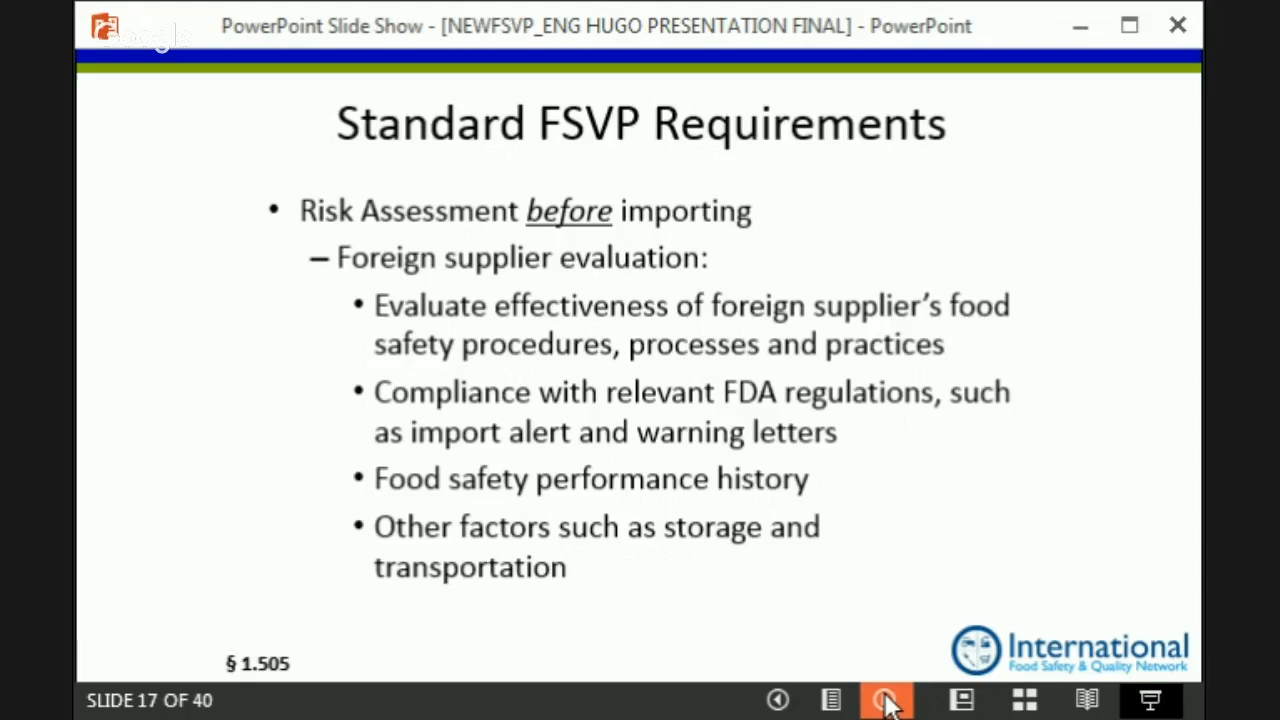 Google
PowerPoint Slide Show - [NEWFSVP_ENG HUGO PRESENTATION FINAL] - PowerPoint
Standard FSVP Requirements
• Risk Assessment before importing
– Foreign supplier evaluation:
• Evaluate effectiveness of foreign supplier’s food
safety procedures, processes and practices
• Compliance with relevant FDA regulations, such
as import alert and warning letters
• Food safety performance history
• Other factors such as storage and
transportation
§ 1.505
International
Food Safety & Quality Network
SLIDE 17 OF 40